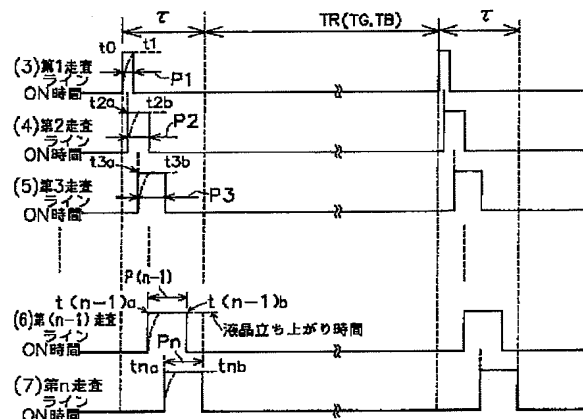 τ
TR(TG,TB)
τ
t0 t1
(3)第1走査
ライン
ON時間
P1
t2a t2b
(4)第2走査
ライン
ON時間
P2
t3a t3b
(5)第3走査
ライン
ON時間
P3
P(n-1)
t(n-1)a t(n-1)b
(6)第(n-1)走査
ライン
ON時間
液晶立ち上がり時間
Pn
tna tnb
(7)第n走査
ライン
ON時間